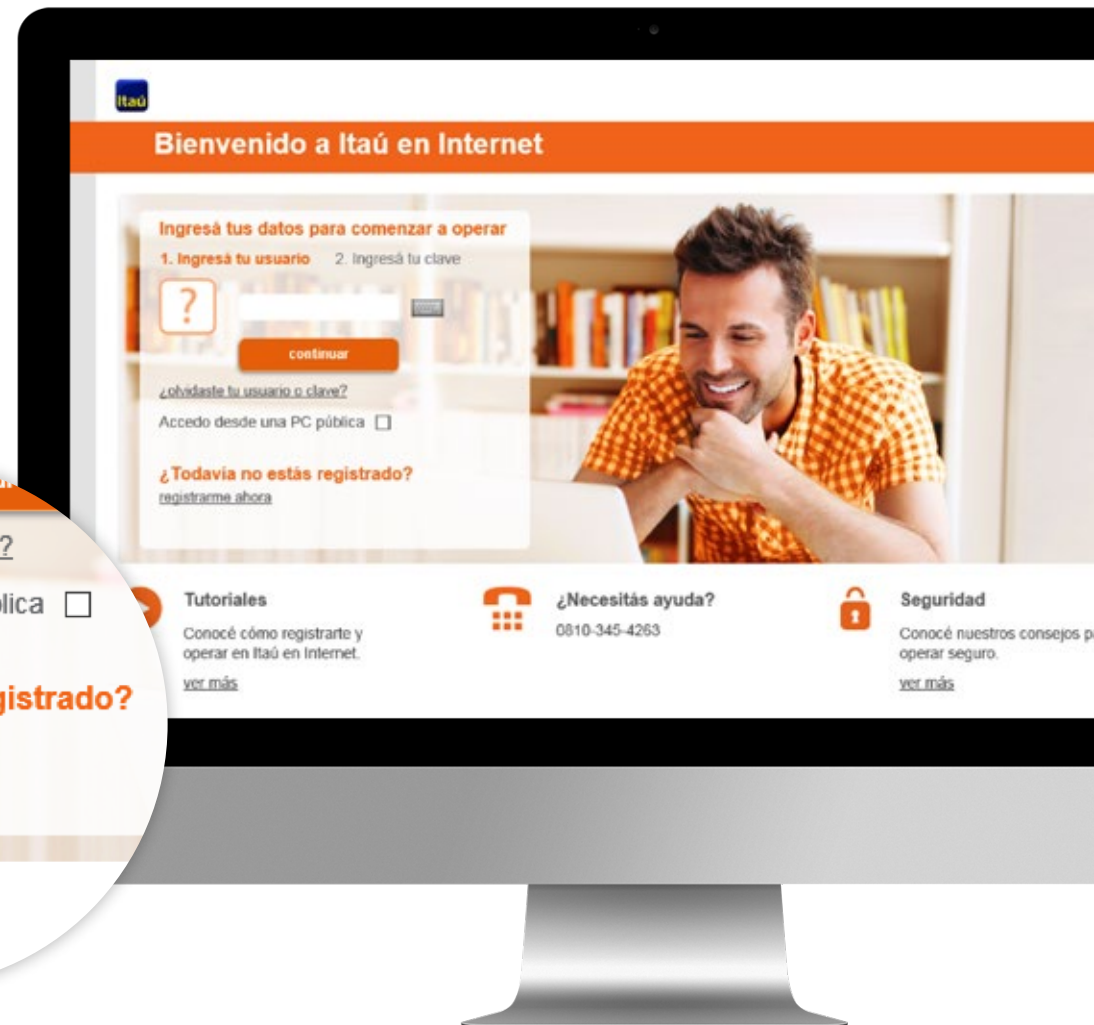 Itaú
Bienvenido a Itaú en Internet
Ingresá tus datos para comenzar a operar
1. Ingresá tu usuario 2. Ingresá tu clave
?
continuar
¿olvidaste tu usuario o clave?
Accedo desde una PC pública
¿Todavía no estás registrado?
registrarme ahora
?
lica
gistrado?
Tutoriales
Conocé cómo registrarte y
operar en Itaú en Internet.
ver más
¿Necesitás ayuda?
0810-345-4263
Seguridad
Conocé nuestros consejos pa
operar seguro.
ver más